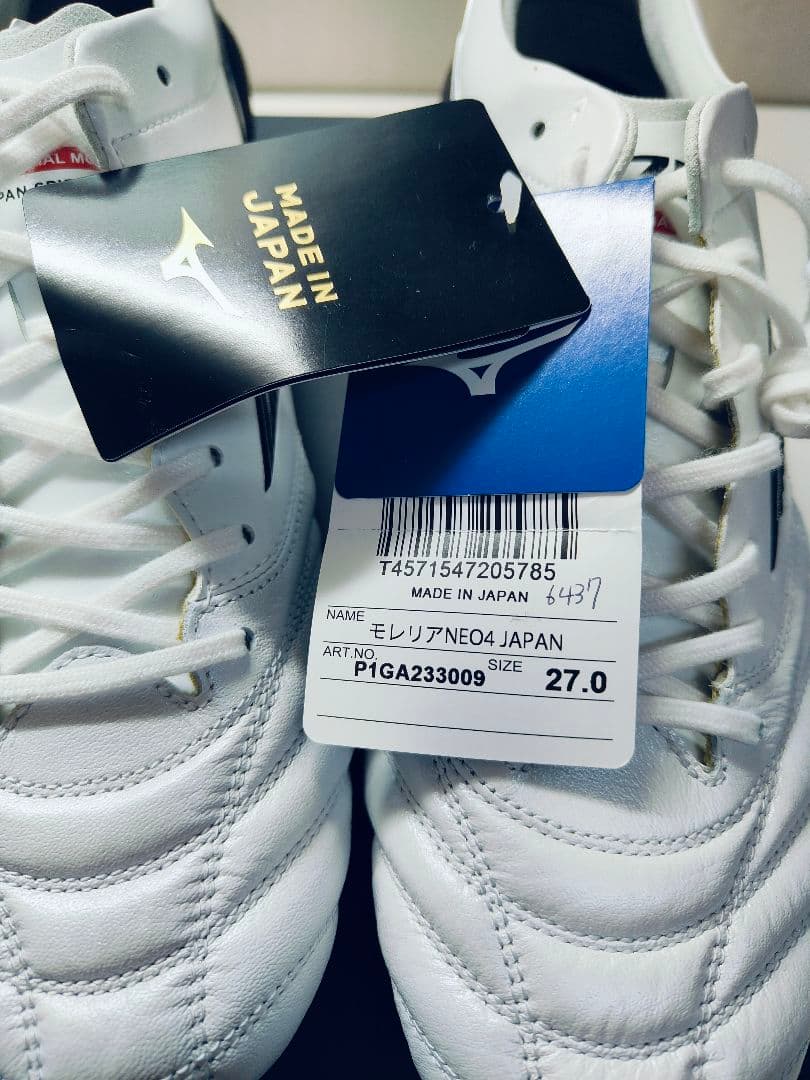 MADE IN
JAPAN
T4571547205785
MADE IN JAPAN 6437
NAME
モレリアNEO4 JAPAN
ART.NO. SIZE
P1GA233009 27.0